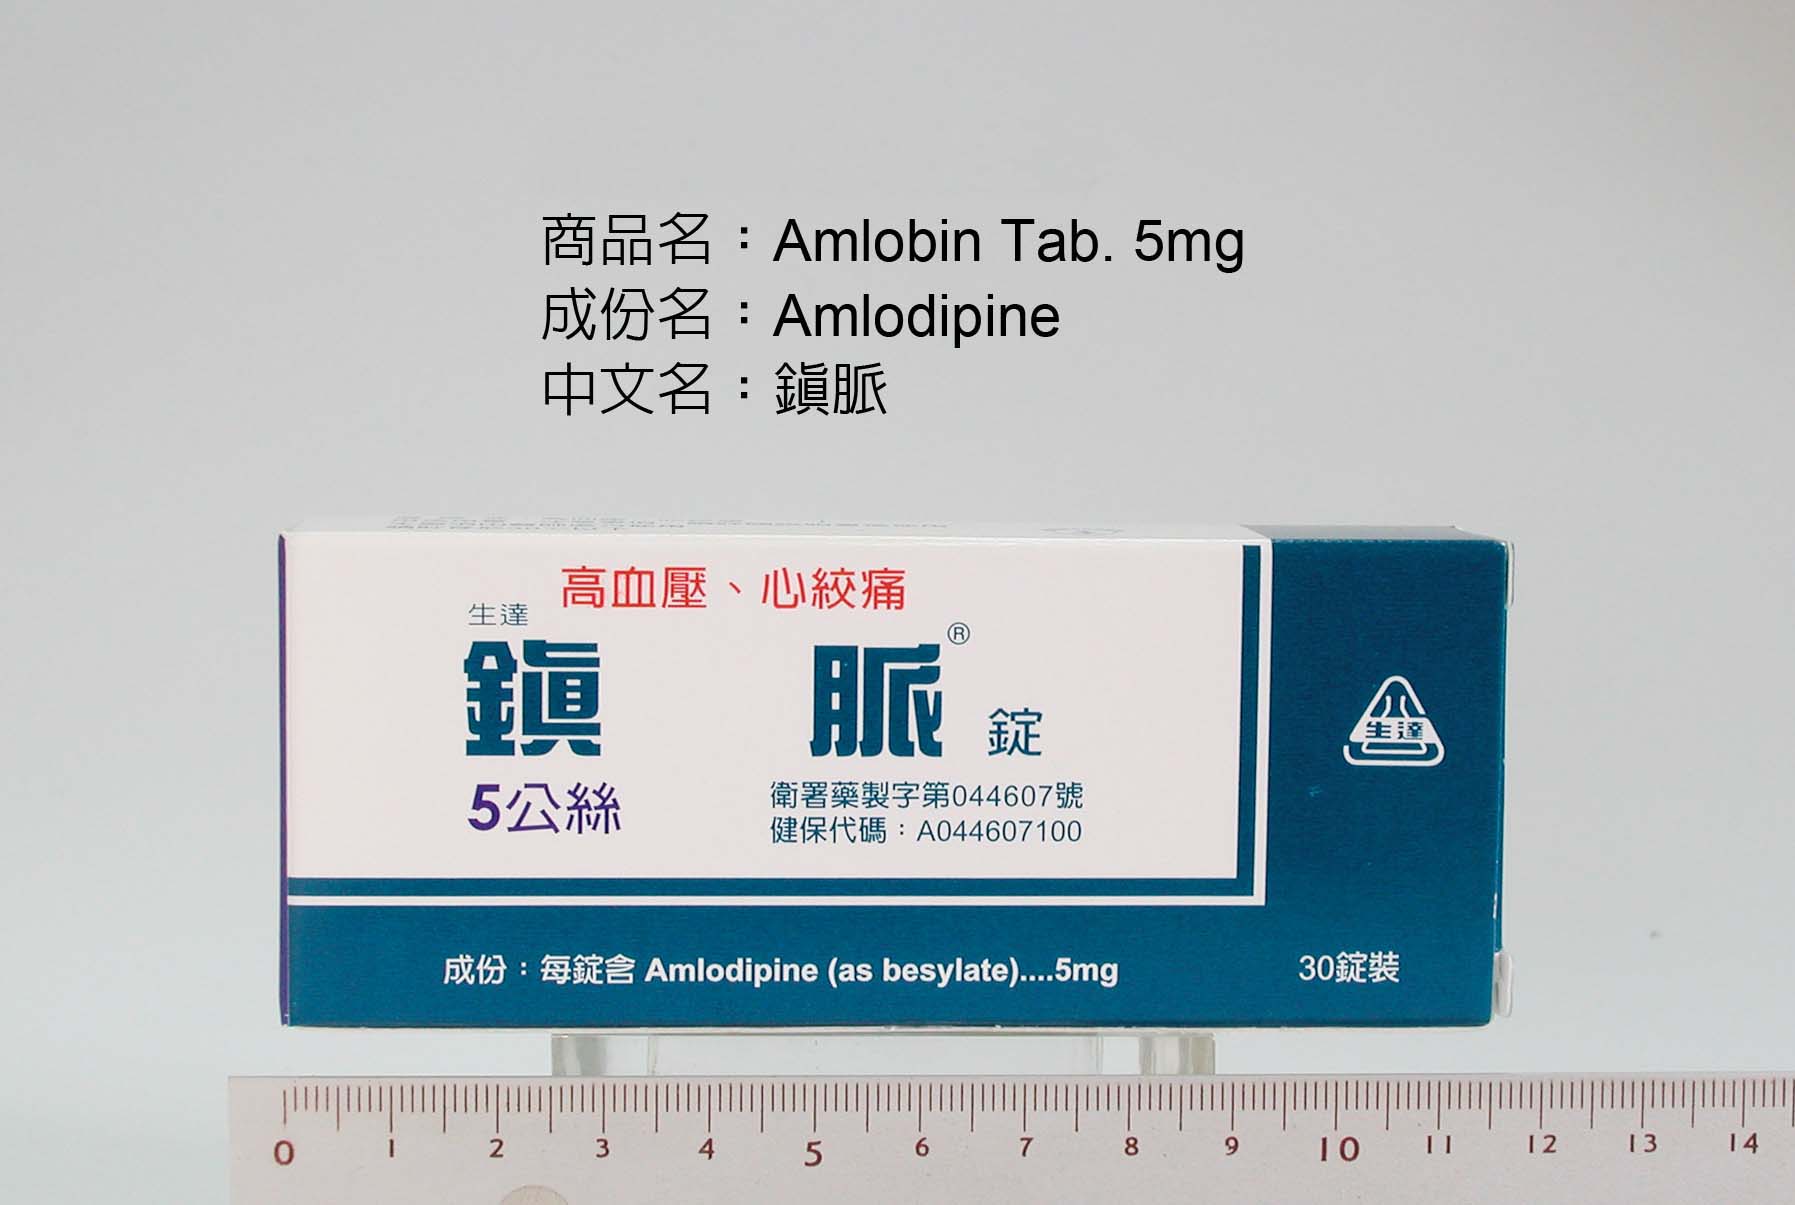 商品名：Amlobin Tab. 5mg
成份名：Amlodipine
中文名：鎮脈
高血壓、心絞痛
生達
鎮脈®錠
5公絲
衛署藥製字第044607號
健保代碼：A044607100
生達
成份：每錠含 Amlodipine (as besylate)....5mg
30錠裝
0 1 2 3 4 5 6 7 8 9 10 11 12 13 14